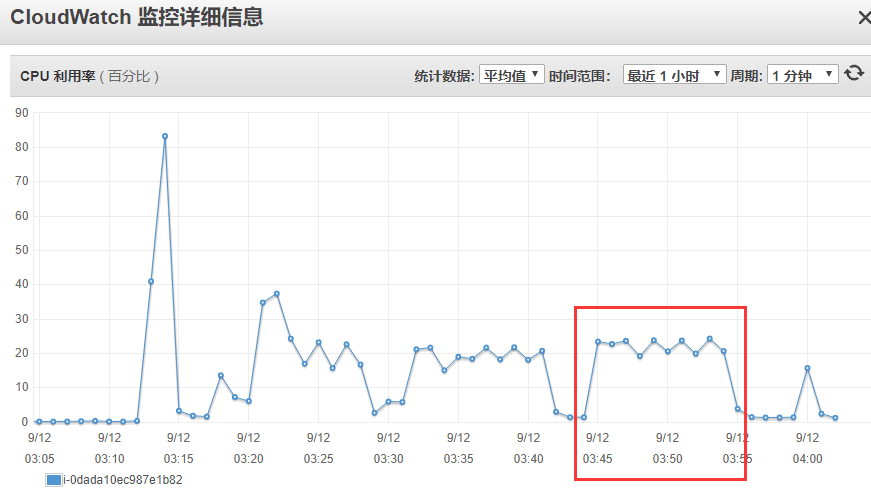 CloudWatch 监控详细信息
CPU 利用率 ( 百分比 ) 统计数据: 平均值 时间范围: 最近 1 小时 周期: 1 分钟
90
80
70
60
50
40
30
20
10
0
9/12 9/12 9/12 9/12 9/12 9/12 9/12 9/12 9/12 9/12 9/12 9/12
03:05 03:10 03:15 03:20 03:25 03:30 03:35 03:40 03:45 03:50 03:55 04:00
i-0dada10ec987e1b82